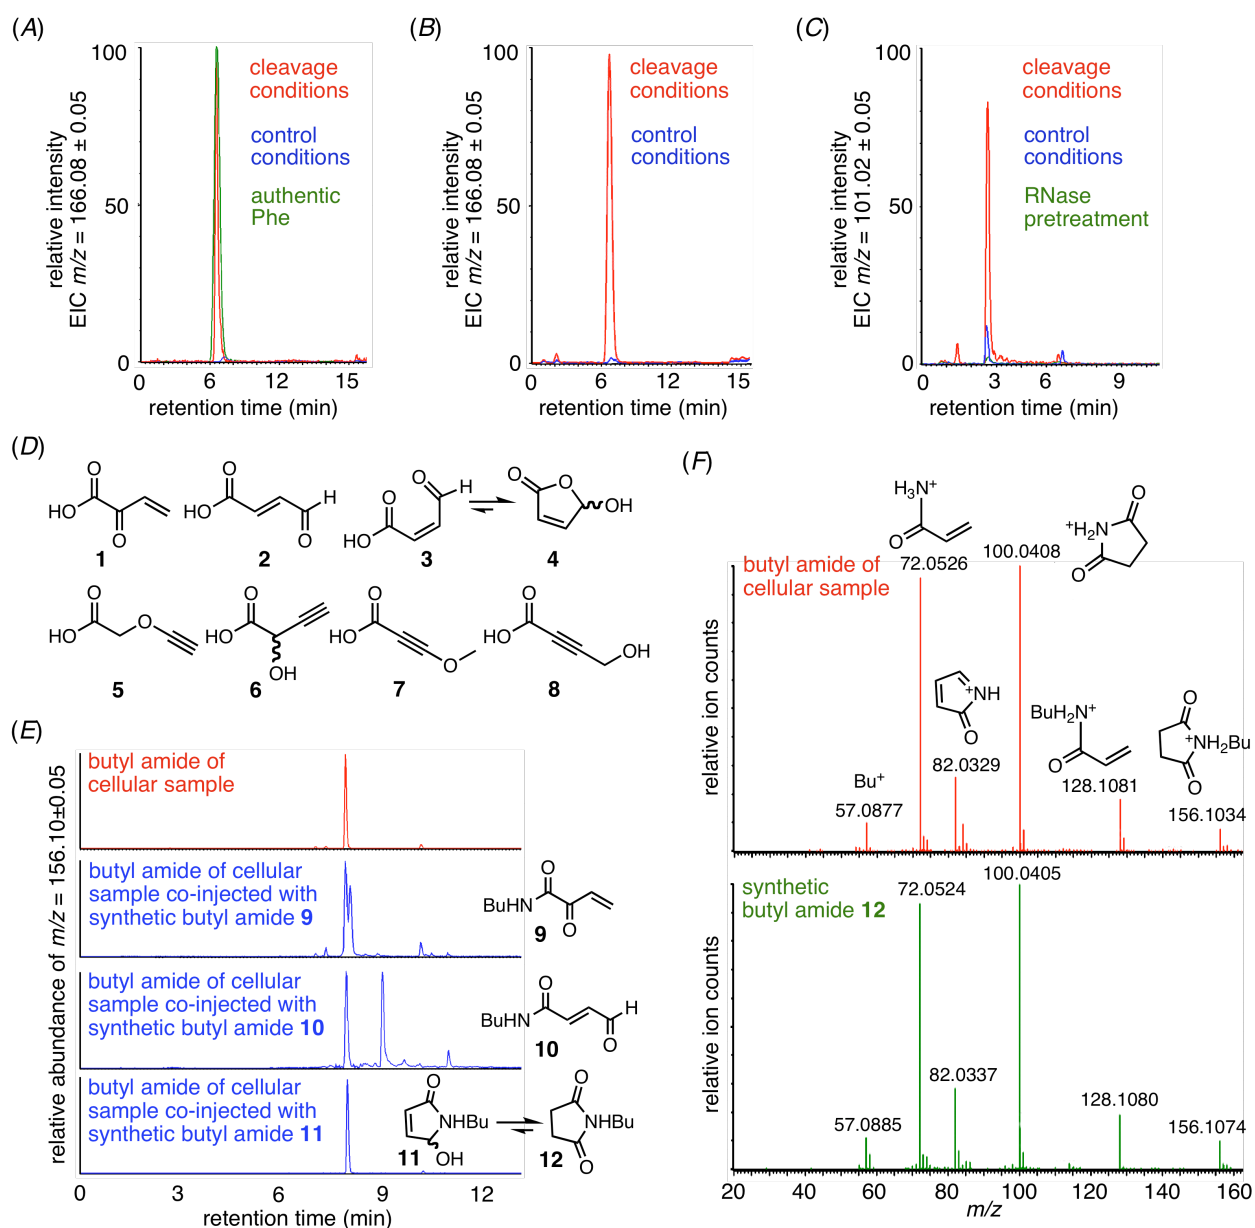 (A)
relative intensity
EIC m/z = 166.08 ± 0.05
100
50
0
cleavage
conditions
control
conditions
authentic
Phe
0 6 12 15
retention time (min)
(B)
relative intensity
EIC m/z = 166.08 ± 0.05
100
50
0
cleavage
conditions
control
conditions
0 6 12 15
retention time (min)
(C)
relative intensity
EIC m/z = 101.02 ± 0.05
100
50
0
cleavage
conditions
control
conditions
RNase
pretreatment
0 3 6 9
retention time (min)
(D)
O
HO
O
1
O
HO
H
O
2
O
O
H
HO
3
O
O
OH
4
O
HO
O
5
O
HO
OH
6
O
HO
O
7
O
HO
OH
8
(E)
relative abundance of m/z = 156.10±0.05
butyl amide of
cellular sample
butyl amide of cellular
sample co-injected with
synthetic butyl amide 9
O
BuHN
O
9
butyl amide of cellular
sample co-injected with
synthetic butyl amide 10
O
BuHN
H
O
10
butyl amide of cellular
sample co-injected with
synthetic butyl amide 11
O
NHBu
OH
11
O
NHBu
O
12
0 3 6 9 12
retention time (min)
(F)
relative ion counts
butyl amide of
cellular sample
H3N+
O
72.0526
100.0408
O
+H2N
O
+NH
O
82.0329
Bu+
57.0877
BuH2N+
O
128.1081
O
+NH2Bu
O
156.1034
relative ion counts
synthetic
butyl amide 12
72.0524
100.0405
82.0337
57.0885
128.1080
156.1074
20 40 60 80 100 120 140 160
m/z